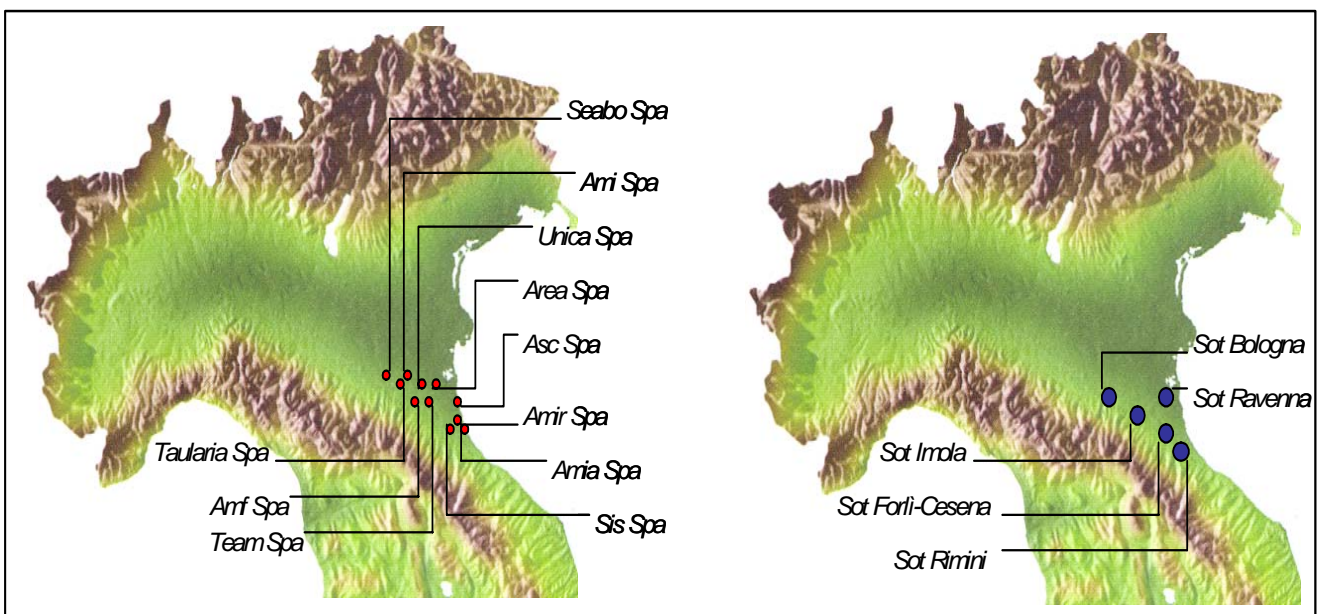 Seabo Spa
Ami Spa
Unica Spa
Area Spa
Asc Spa
Amir Spa
Taularia Spa
Amia Spa
Amf Spa
Sis Spa
Team Spa
Sot Bologna
Sot Ravenna
Sot Imola
Sot Forlì-Cesena
Sot Rimini